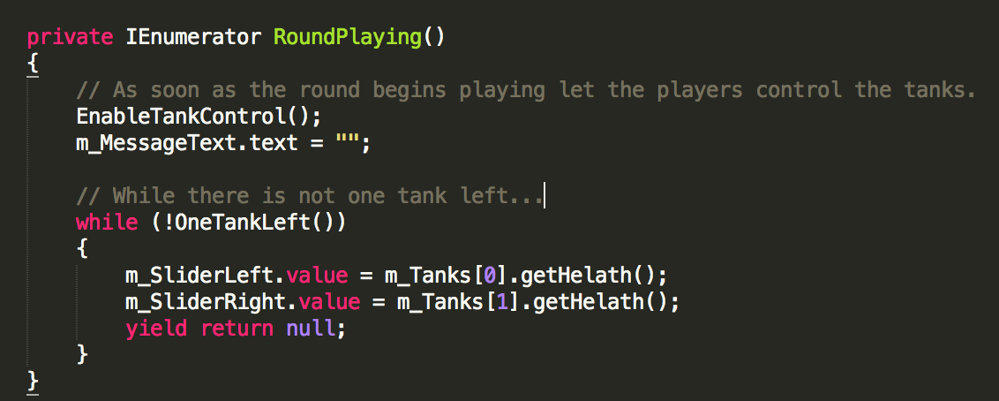 private IEnumerator RoundPlaying()
{
    // As soon as the round begins playing let the players control the tanks.
    EnableTankControl();
    m_MessageText.text = "";

    // While there is not one tank left...
    while (!OneTankLeft())
    {
        m_SliderLeft.value = m_Tanks[0].getHelath();
        m_SliderRight.value = m_Tanks[1].getHelath();
        yield return null;
    }
}